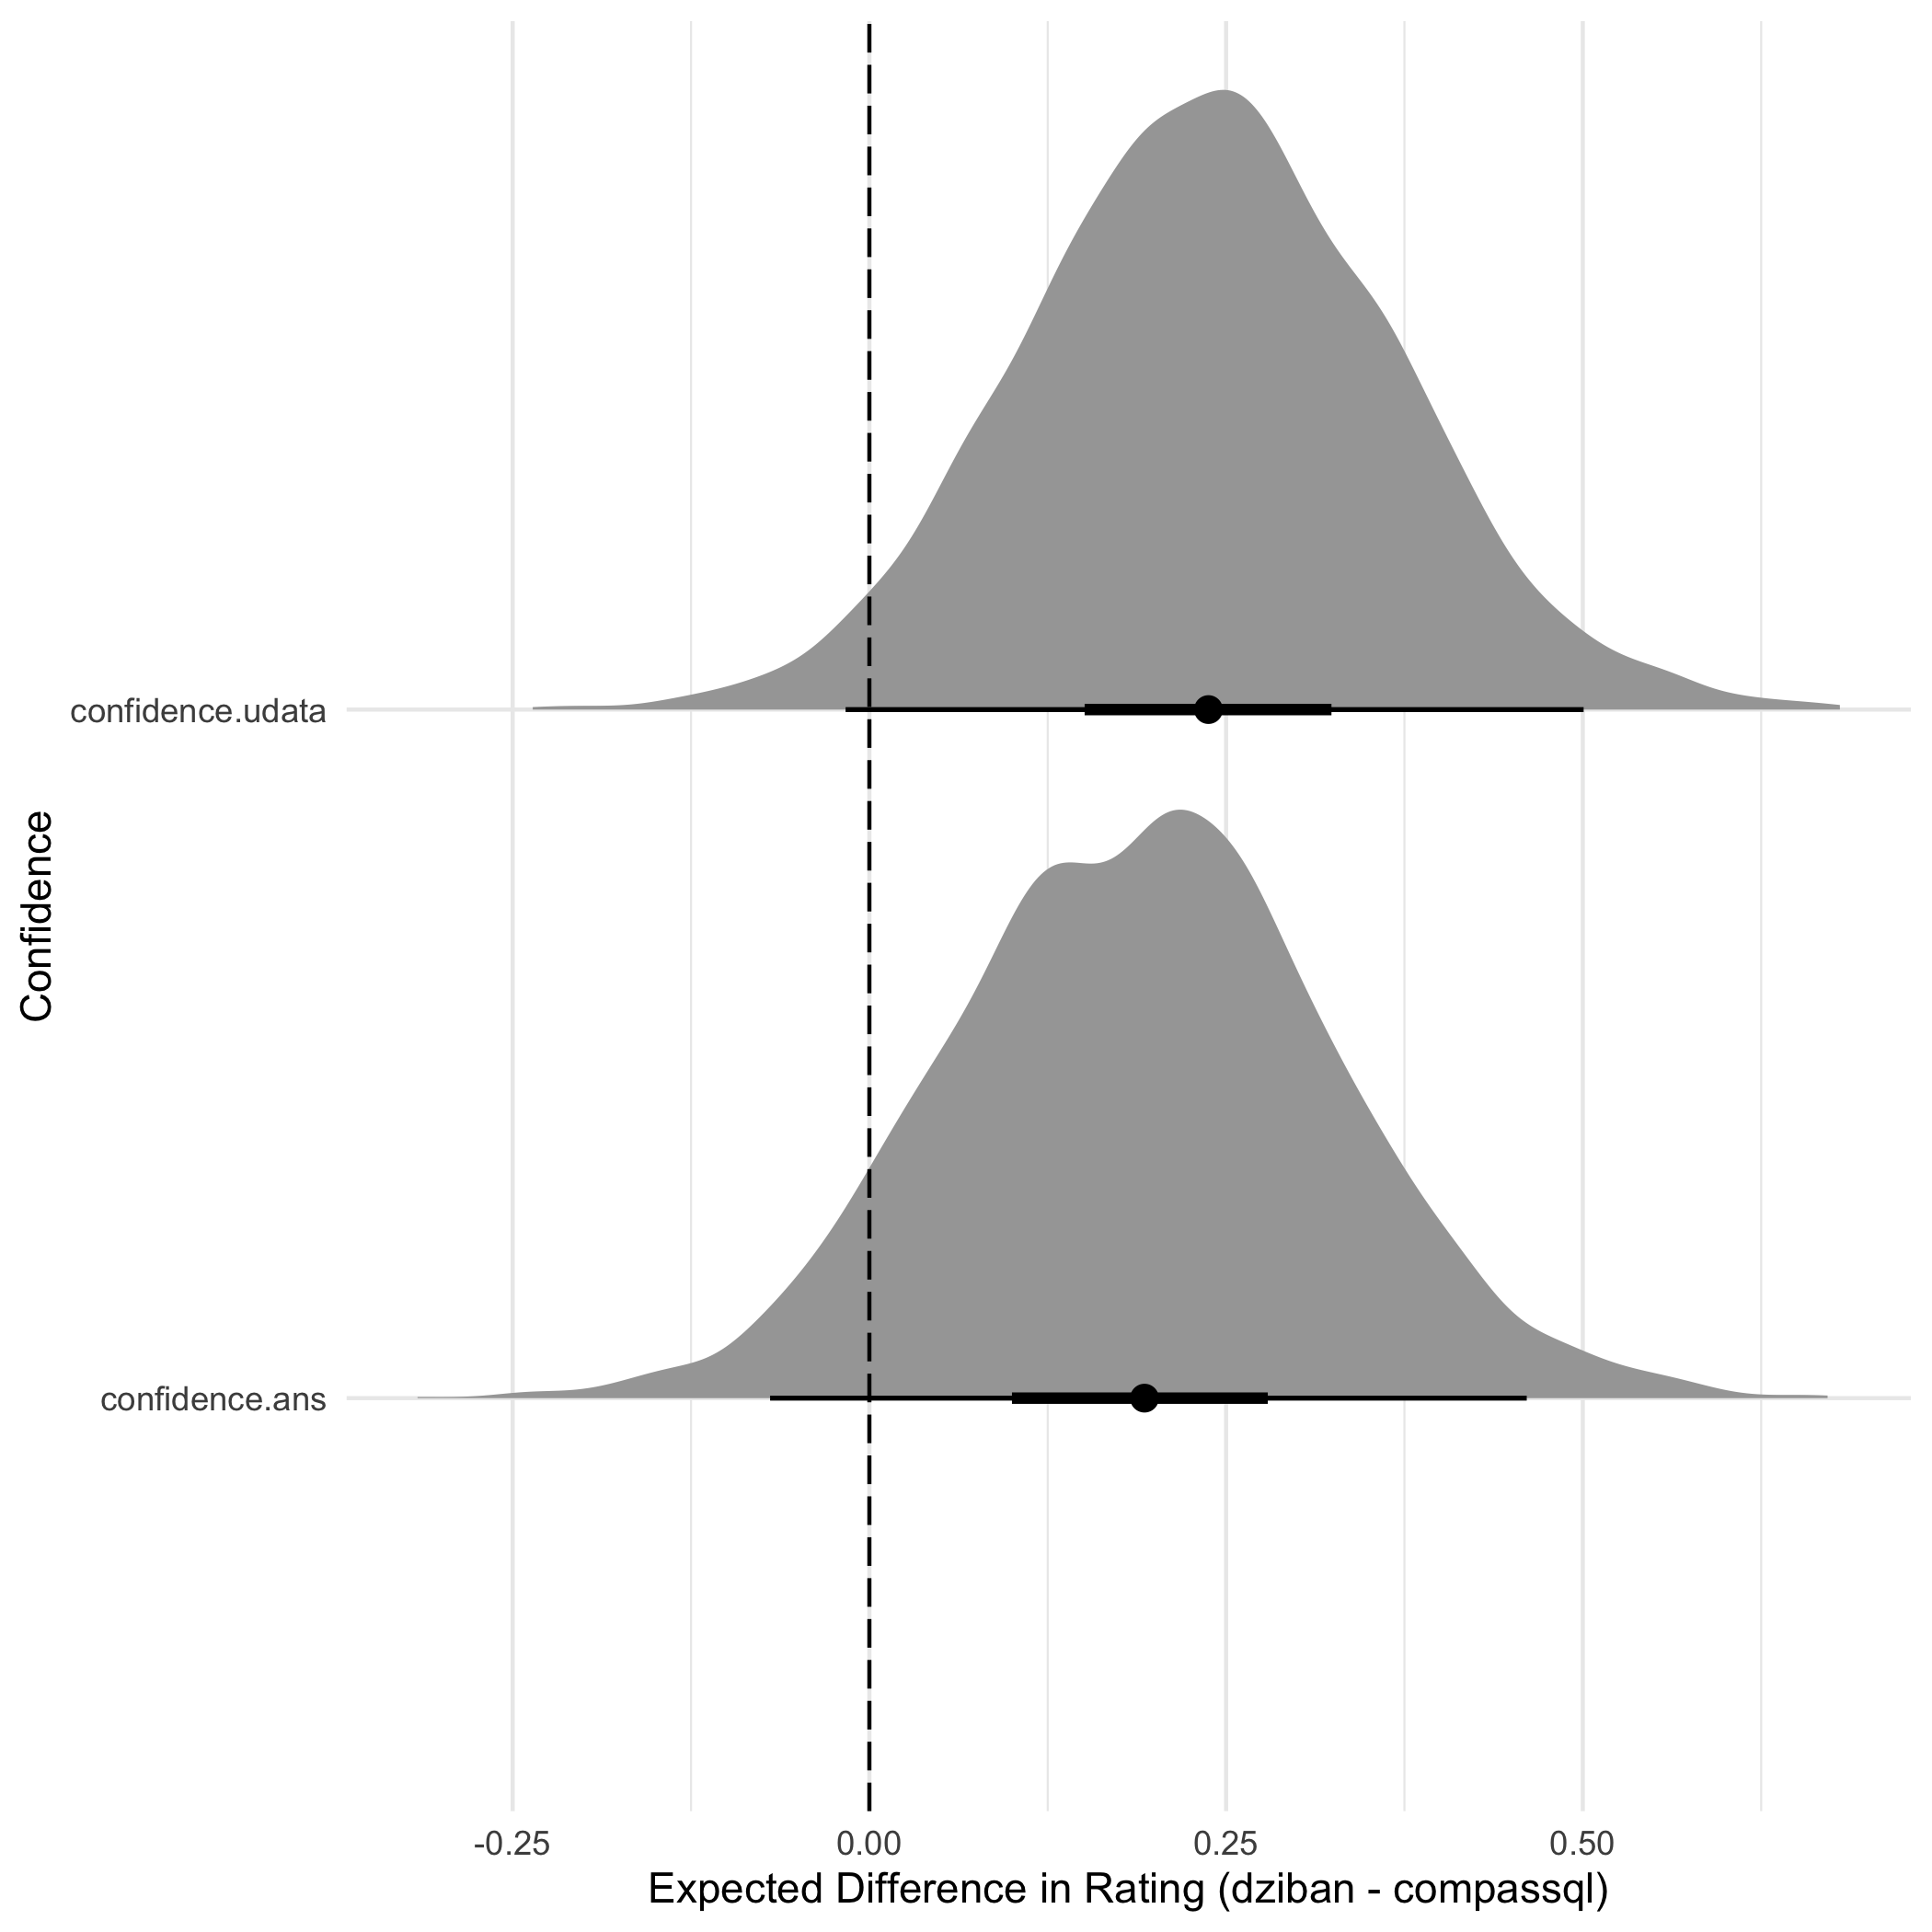 confidence.udata
Confidence
confidence.ans
-0.25 0.00 0.25 0.50
Expected Difference in Rating (dziban - compassql)